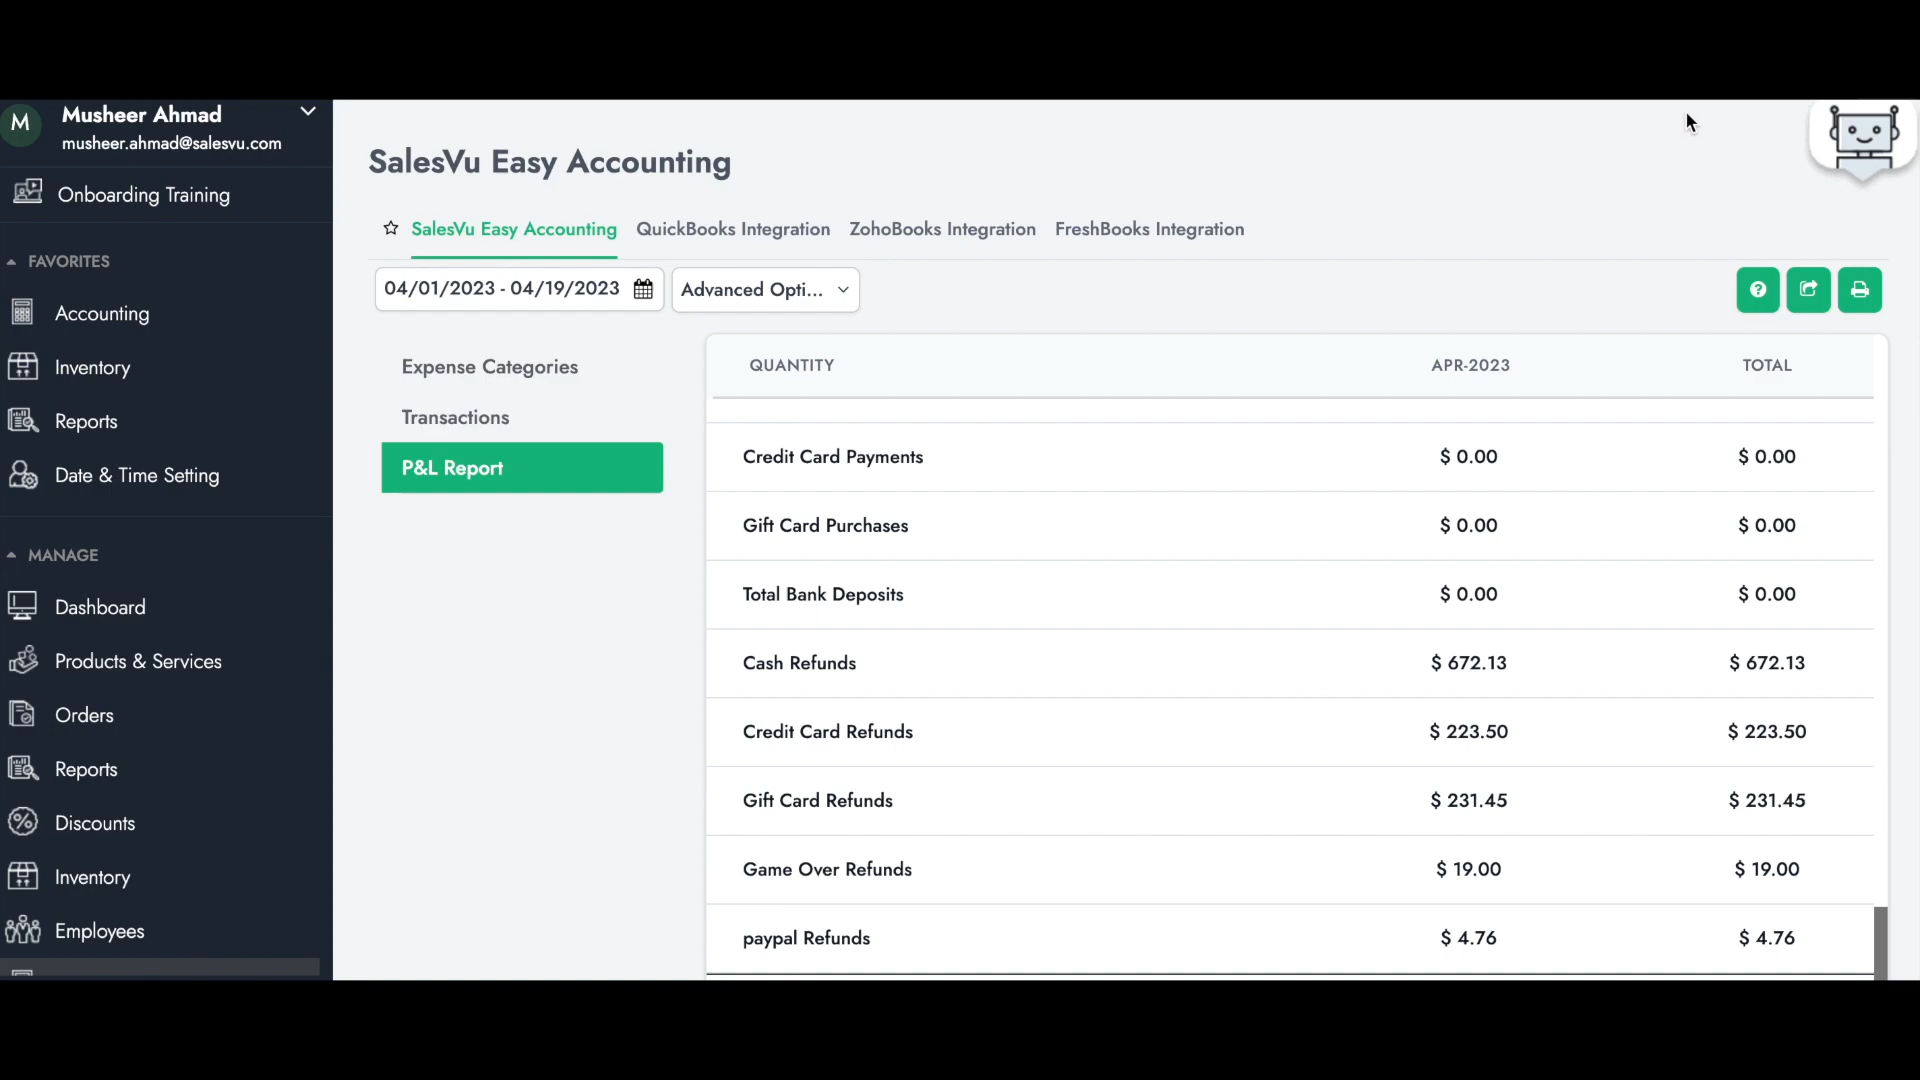 M
Musheer Ahmad
musheer.ahmad@salesvu.com
Onboarding Training
FAVORITES
Accounting
Inventory
Reports
Date & Time Setting
MANAGE
Dashboard
Products & Services
Orders
Reports
Discounts
Inventory
Employees
SalesVu Easy Accounting
SalesVu Easy Accounting QuickBooks Integration ZohoBooks Integration FreshBooks Integration
04/01/2023 - 04/19/2023 Advanced Opti...
Expense Categories
Transactions
P&L Report
QUANTITY APR-2023 TOTAL
Credit Card Payments $ 0.00 $ 0.00
Gift Card Purchases $ 0.00 $ 0.00
Total Bank Deposits $ 0.00 $ 0.00
Cash Refunds $ 672.13 $ 672.13
Credit Card Refunds $ 223.50 $ 223.50
Gift Card Refunds $ 231.45 $ 231.45
Game Over Refunds $ 19.00 $ 19.00
paypal Refunds $ 4.76 $ 4.76